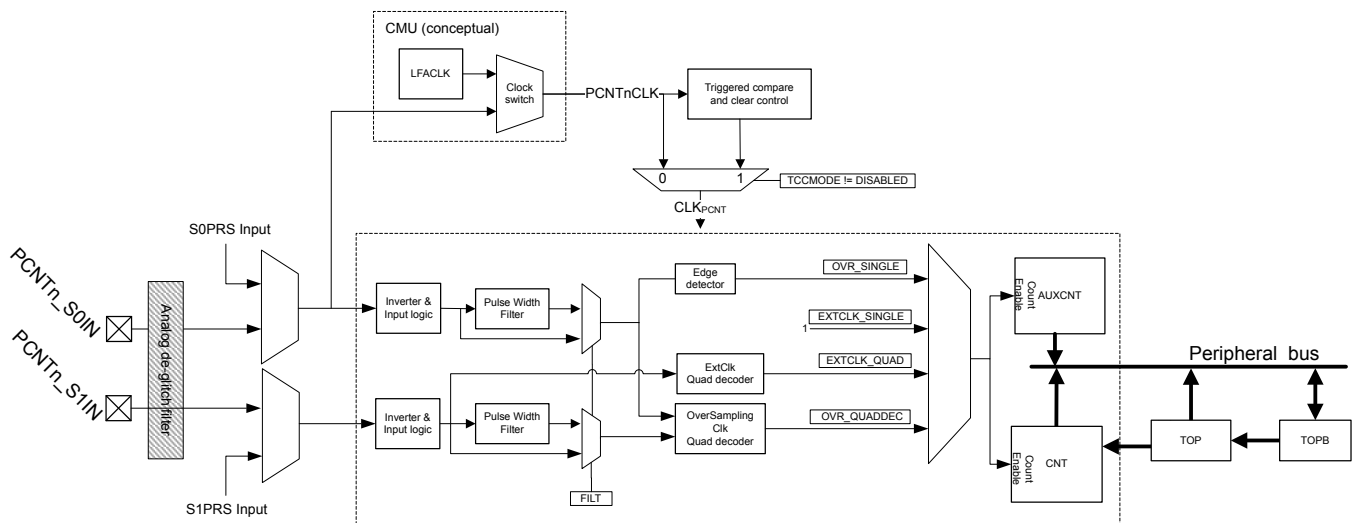 CMU (conceptual)
LFACLK
Clock
switch
PCNTnCLK
Triggered compare
and clear control
0
1
TCCMODE != DISABLED
CLKPCNT
S0PRS Input
PCNTn_S0IN
PCNTn_S1IN
Analog de-glitch filter
S1PRS Input
Inverter &
Input logic
Pulse Width
Filter
Edge
detector
OVR_SINGLE
1
EXTCLK_SINGLE
ExtClk
Quad decoder
EXTCLK_QUAD
Inverter &
Input logic
Pulse Width
Filter
OverSampling
Clk
Quad decoder
OVR_QUADDEC
FILT
Count
Enable
AUXCNT
Peripheral bus
Count
Enable
CNT
TOP
TOPB